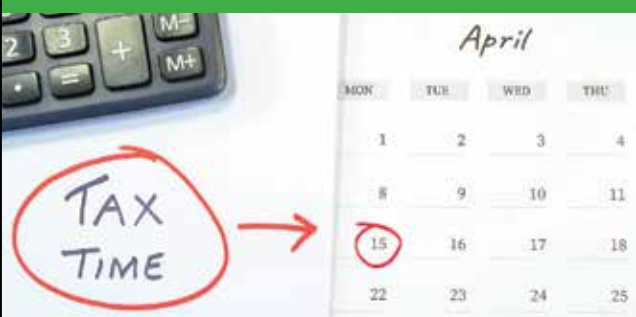 M−
2 3 + M+
. =
April
MON TUE WED THU
1 2 3 4
8 9 10 11
TAX
TIME
15 16 17 18
22 23 24 25